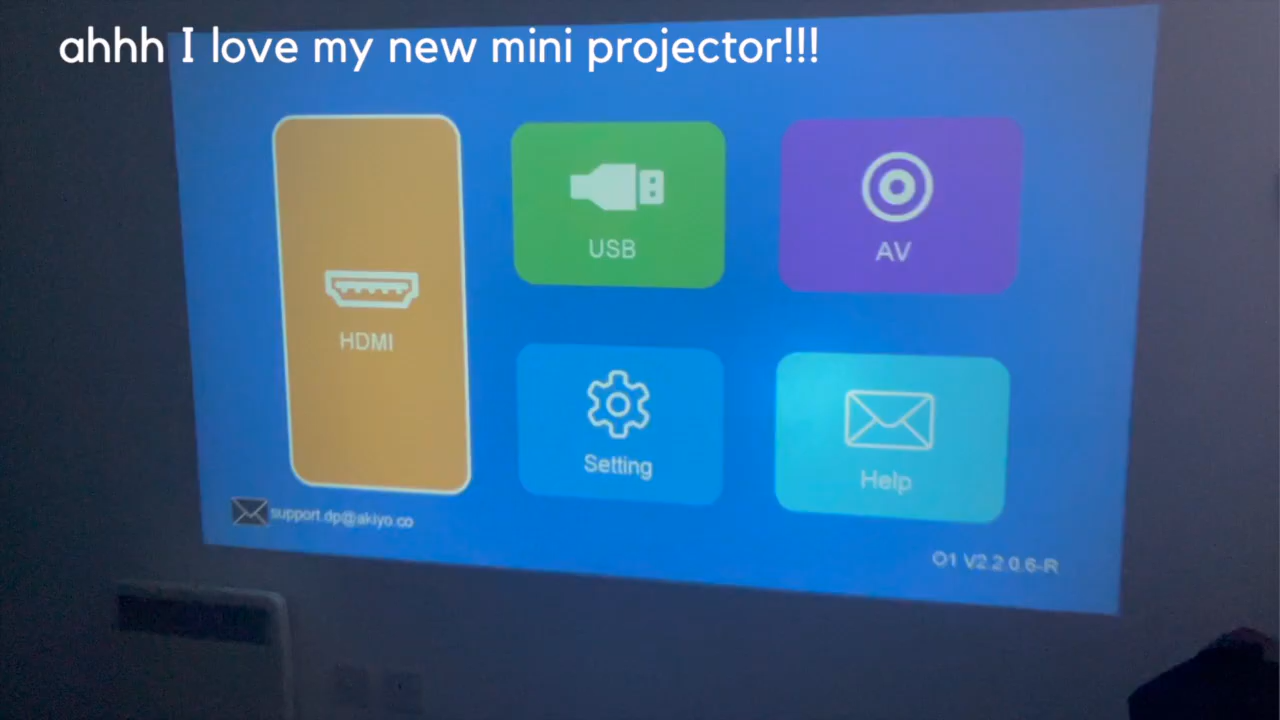 ahhh I love my new mini projector!!!
HDMI
USB
AV
Setting
Help
support.dp@akiyo.co
O1 V2.2.0.6-R